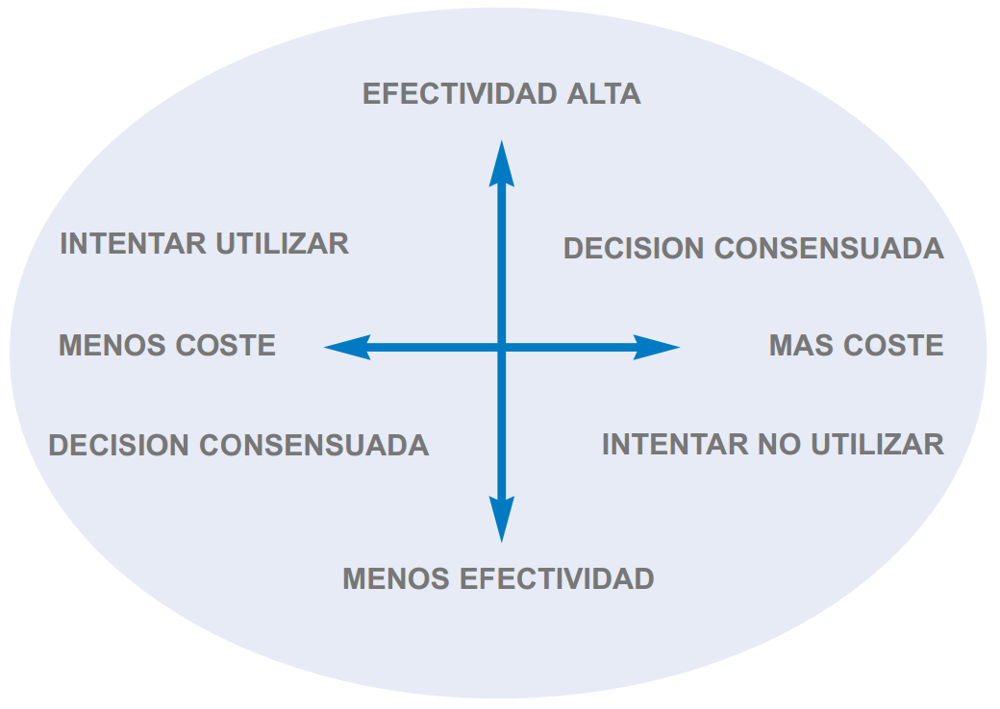 EFECTIVIDAD ALTA
INTENTAR UTILIZAR
DECISION CONSENSUADA
MENOS COSTE
MAS COSTE
DECISION CONSENSUADA
INTENTAR NO UTILIZAR
MENOS EFECTIVIDAD